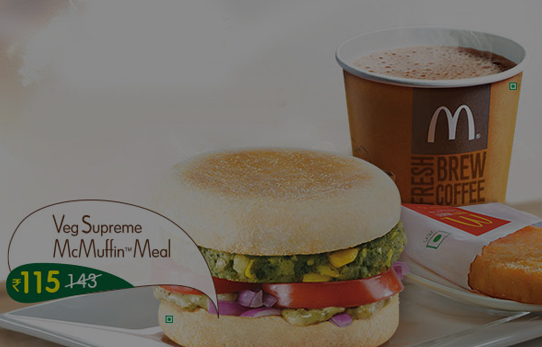 M
FRESH
BREW
COFFEE
Veg Supreme
McMuffin™ Meal
₹115 143